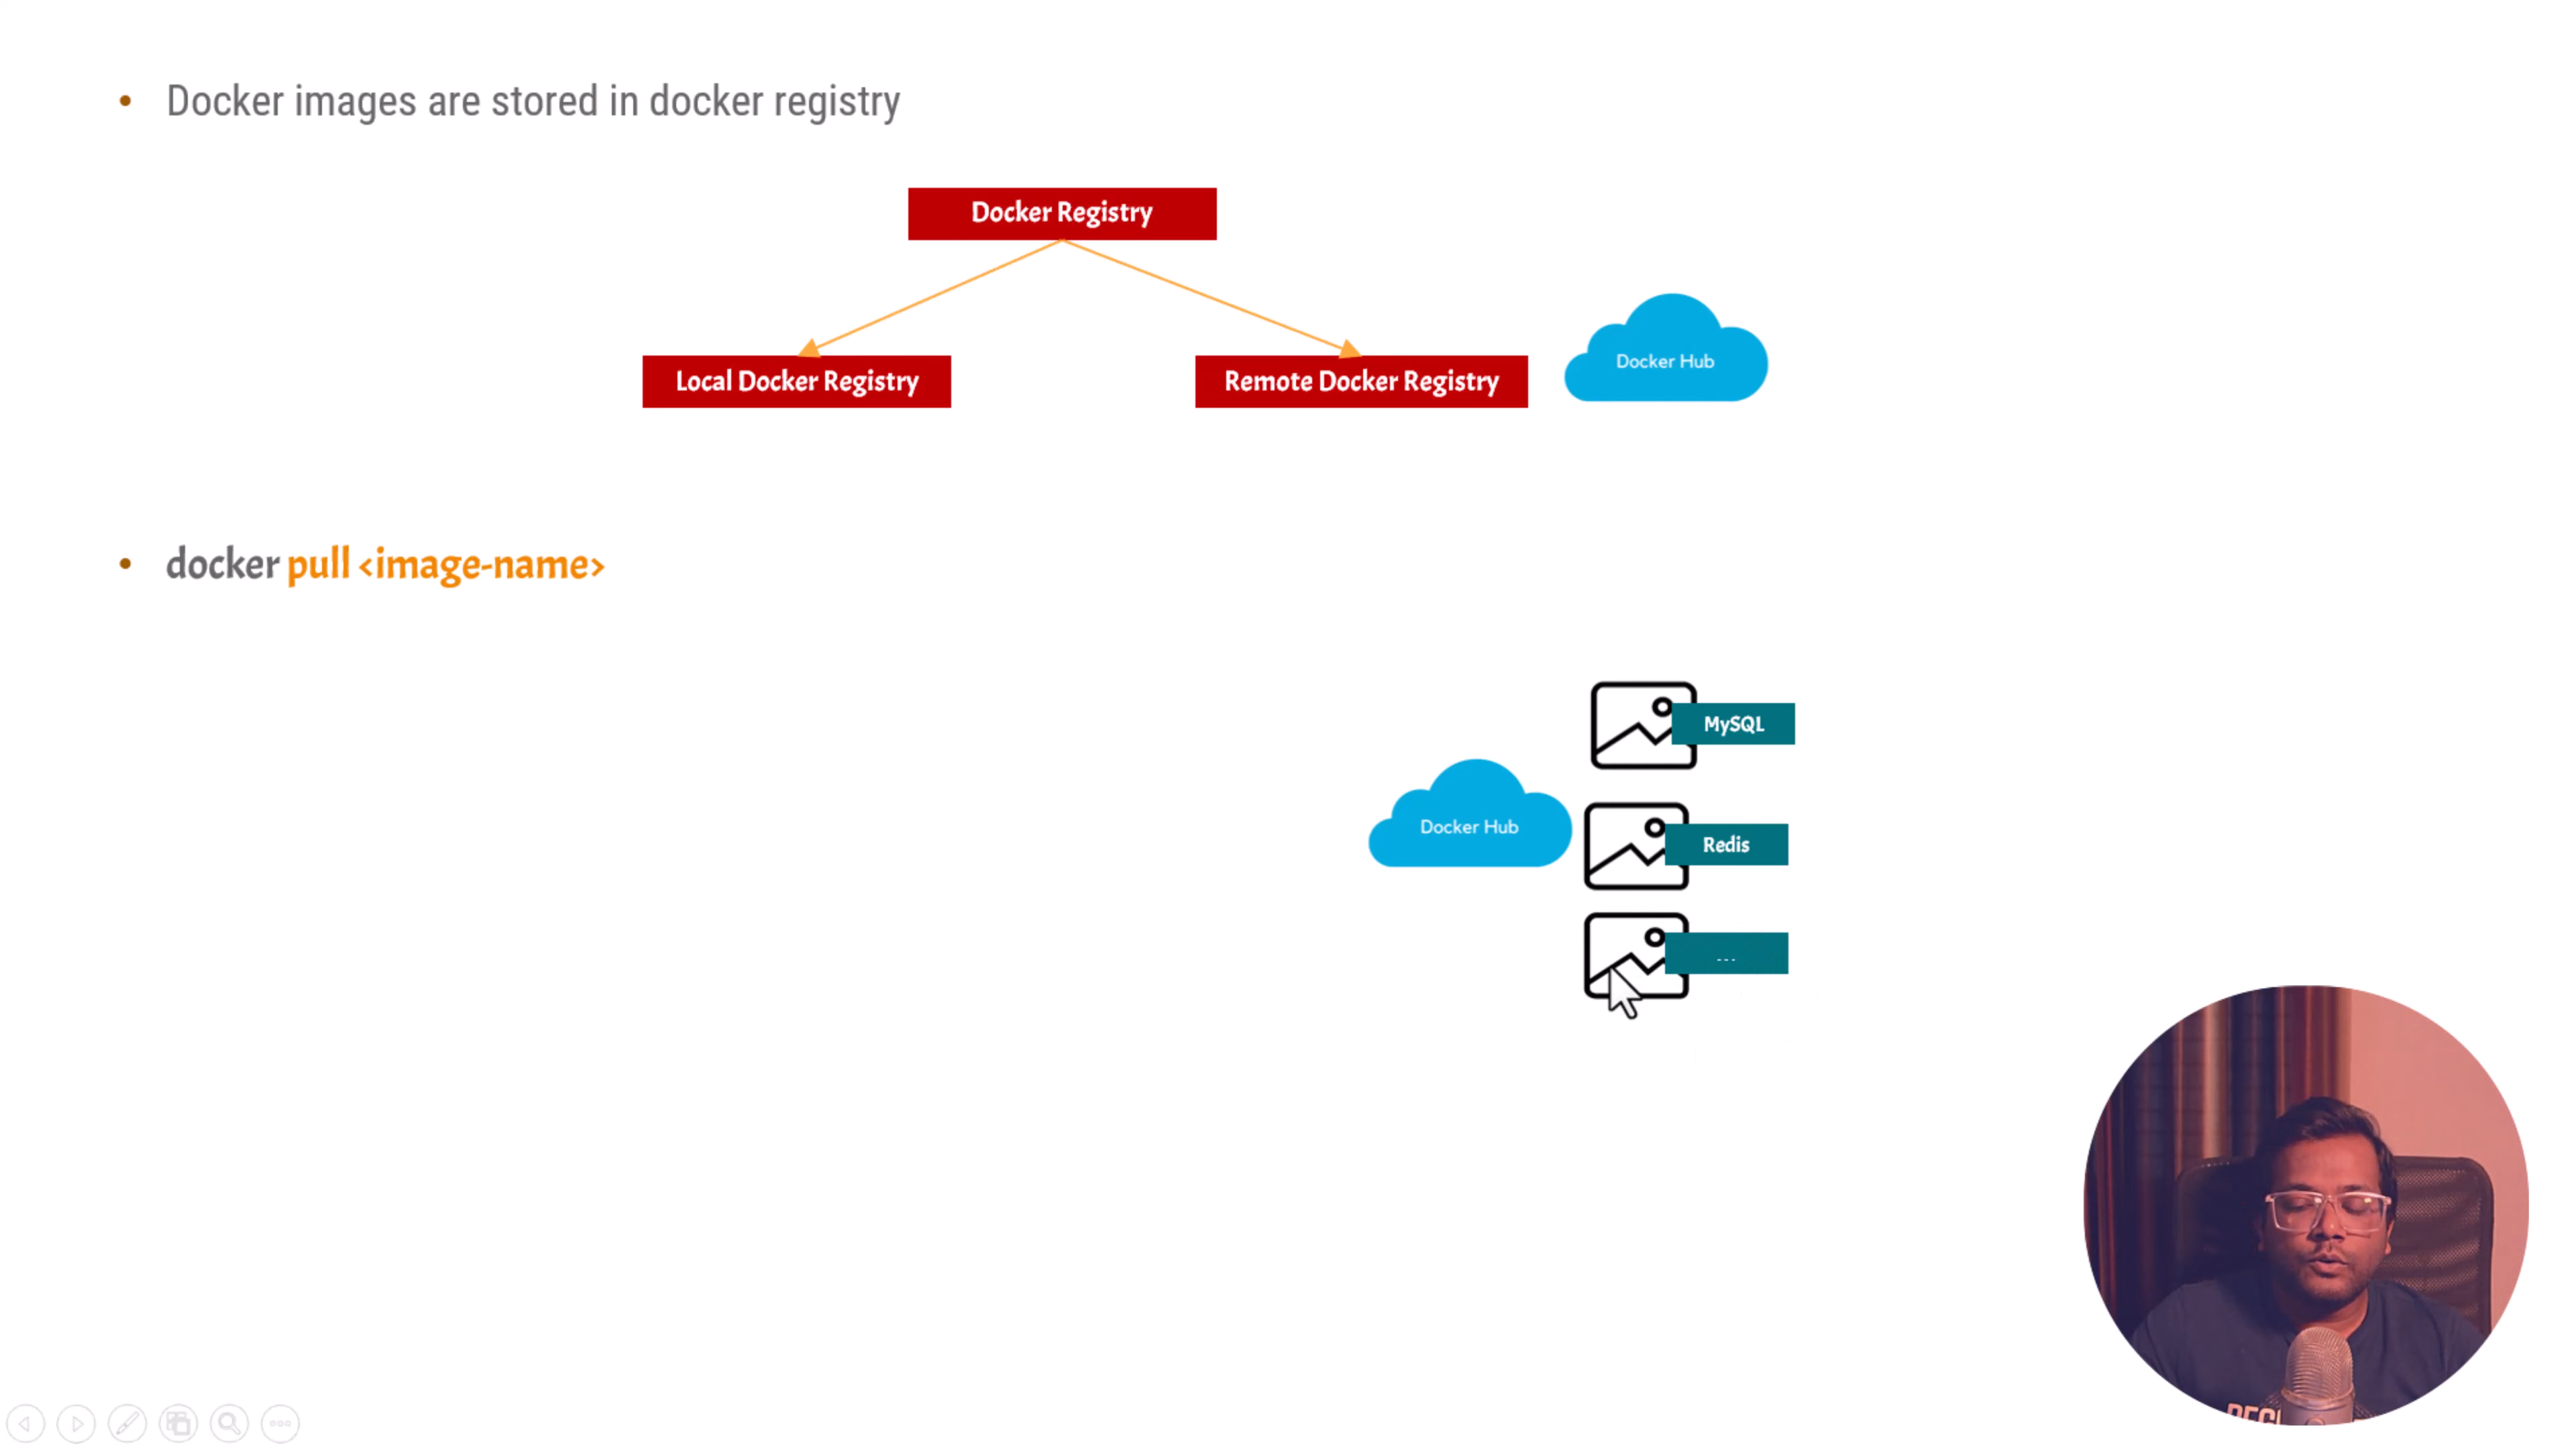 Docker images are stored in docker registry
Docker Registry
Local Docker Registry
Remote Docker Registry
Docker Hub
docker pull <image-name>
MySQL
Docker Hub
Redis
...